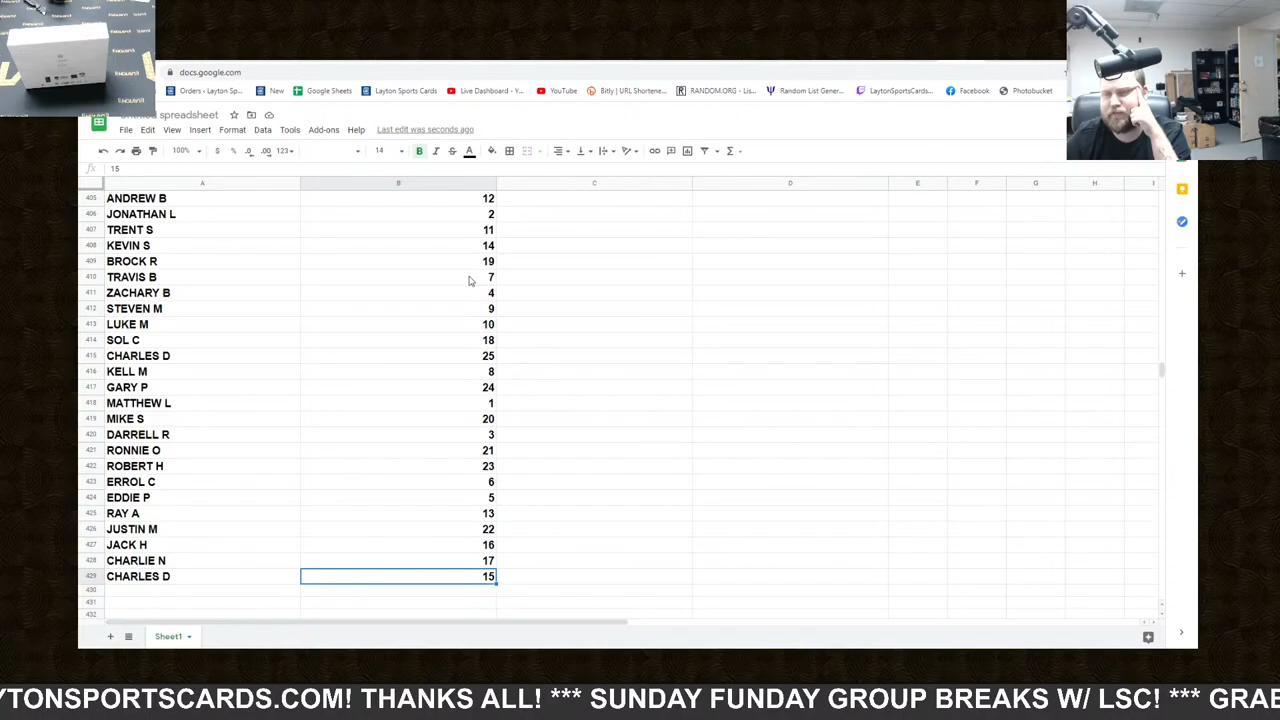 docs.google.com
Orders ‹ Layton Sp... New Google Sheets Layton Sports Cards Live Dashboard - Y... YouTube Bitly | URL Shortene... RANDOM.ORG - Lis... Random List Gener... LaytonSportsCards... Facebook Photobucket
spreadsheet
File Edit View Insert Format Data Tools Add-ons Help Last edit was seconds ago
100% $ % .0 .00 123 14 B I S A
fx 15
A B C D E F G H I
405 ANDREW B 12
406 JONATHAN L 2
407 TRENT S 11
408 KEVIN S 14
409 BROCK R 19
410 TRAVIS B 7
411 ZACHARY B 4
412 STEVEN M 9
413 LUKE M 10
414 SOL C 18
415 CHARLES D 25
416 KELL M 8
417 GARY P 24
418 MATTHEW L 1
419 MIKE S 20
420 DARRELL R 3
421 RONNIE O 21
422 ROBERT H 23
423 ERROL C 6
424 EDDIE P 5
425 RAY A 13
426 JUSTIN M 22
427 JACK H 16
428 CHARLIE N 17
429 CHARLES D 15
430
431
432
Sheet1
YTONSPORTSCARDS.COM! THANKS ALL! *** SUNDAY FUNDAY GROUP BREAKS W/ LSC! *** GRAB